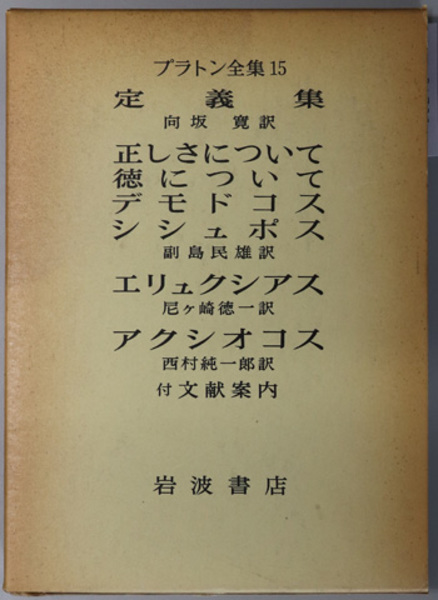 プラトン全集15
定義集
向坂 寛訳
正しさについて
徳について
デモドコス
シシュポス
副島民雄訳
エリュクシアス
尼ヶ崎徳一訳
アクシオコス
西村純一郎訳
付 文献案内
岩波書店